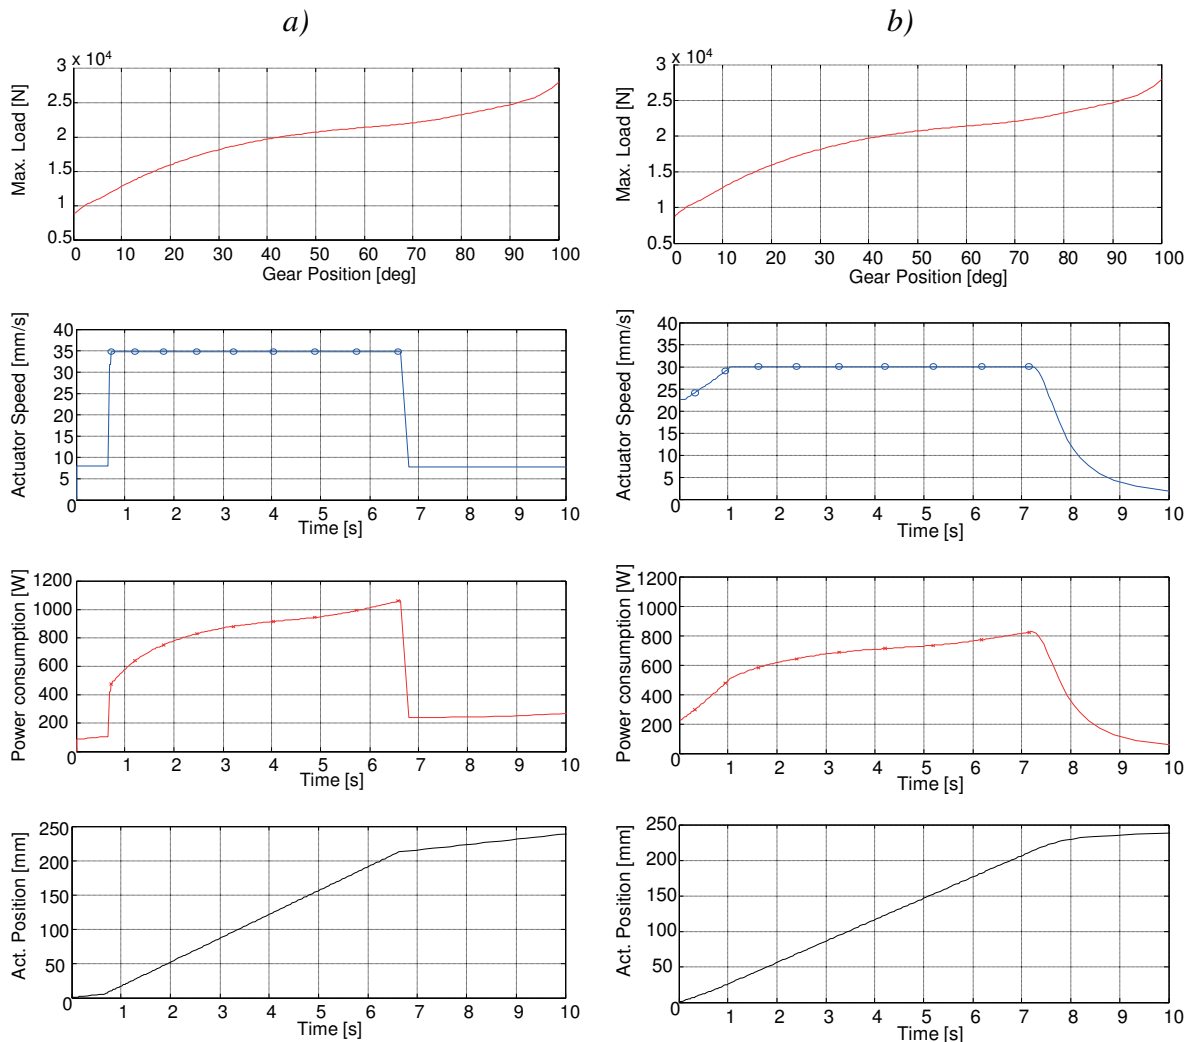 a)
b)
3 x 10⁴
2.5
2
1.5
1
0.5
Max. Load [N]
0 10 20 30 40 50 60 70 80 90 100
Gear Position [deg]
3 x 10⁴
2.5
2
1.5
1
0.5
Max. Load [N]
0 10 20 30 40 50 60 70 80 90 100
Gear Position [deg]
40
35
30
25
20
15
10
5
0
Actuator Speed [mm/s]
1 2 3 4 5 6 7 8 9 10
Time [s]
40
35
30
25
20
15
10
5
0
Actuator Speed [mm/s]
1 2 3 4 5 6 7 8 9 10
Time [s]
1200
1000
800
600
400
200
0
Power consumption [W]
1 2 3 4 5 6 7 8 9 10
Time [s]
1200
1000
800
600
400
200
0
Power consumption [W]
1 2 3 4 5 6 7 8 9 10
Time [s]
250
200
150
100
50
0
Act. Position [mm]
1 2 3 4 5 6 7 8 9 10
Time [s]
250
200
150
100
50
0
Act. Position [mm]
1 2 3 4 5 6 7 8 9 10
Time [s]